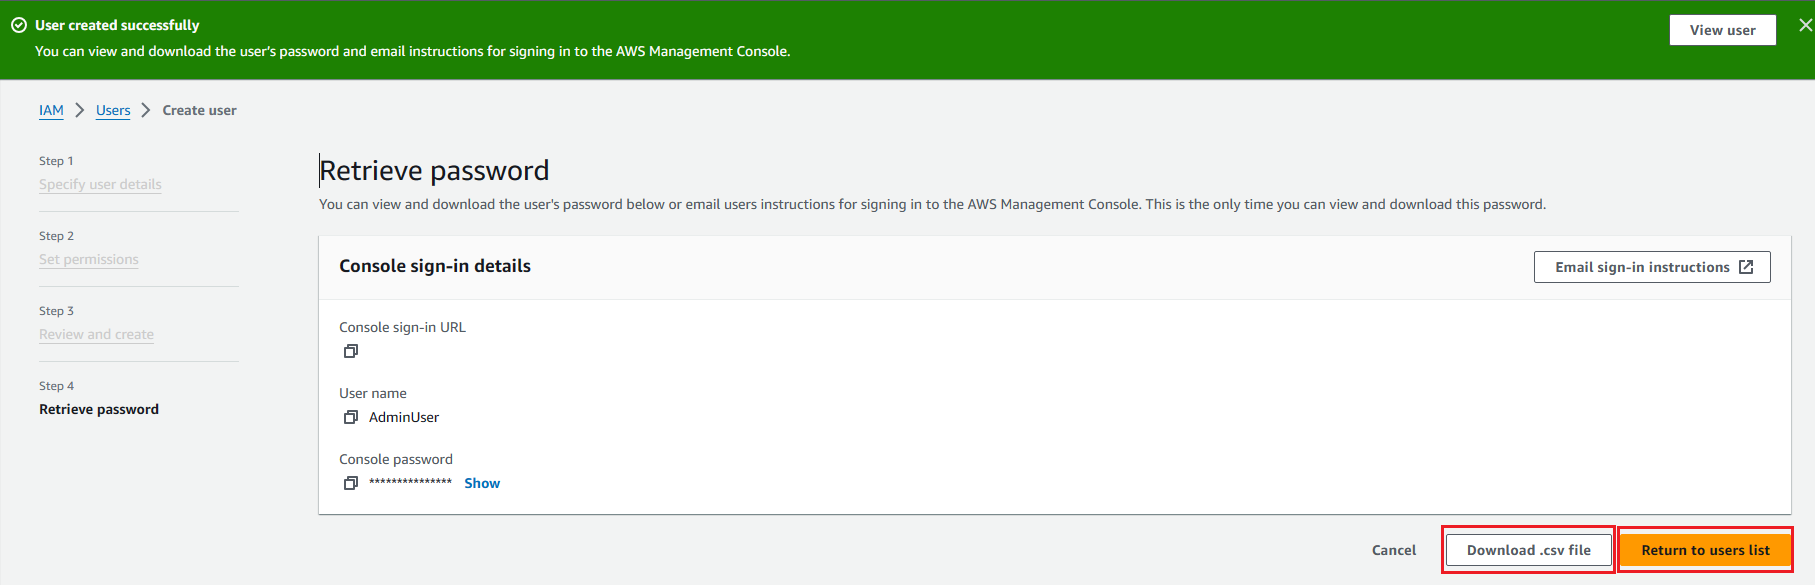 User created successfully
You can view and download the user's password and email instructions for signing in to the AWS Management Console.
View user
IAM
Users
Create user
Step 1
Specify user details
Step 2
Set permissions
Step 3
Review and create
Step 4
Retrieve password
Retrieve password
You can view and download the user's password below or email users instructions for signing in to the AWS Management Console. This is the only time you can view and download this password.
Console sign-in details
Email sign-in instructions
Console sign-in URL
User name
AdminUser
Console password
*************** Show
Cancel
Download .csv file
Return to users list